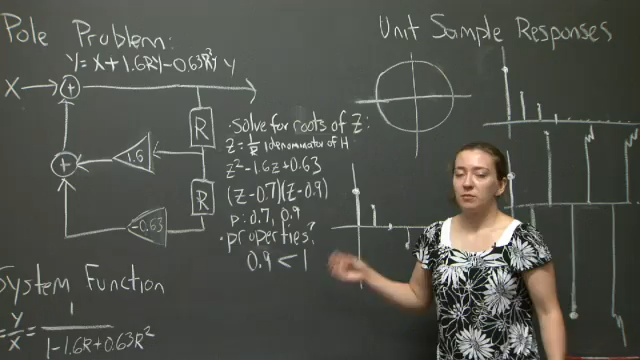 Pole Problem:
Y= X+1.6RY-0.63R²Y
X
+
Y
R
1.6
+
R
-0.63
System Function
= Y/X = 1/(1-1.6R+0.63R²)
·solve for roots of Z:
Z= 1/R | denominator of H
Z²-1.6Z+0.63
(Z-0.7)(Z-0.9)
p: 0.7, 0.9
·properties?
0.9 < 1
Unit Sample Responses